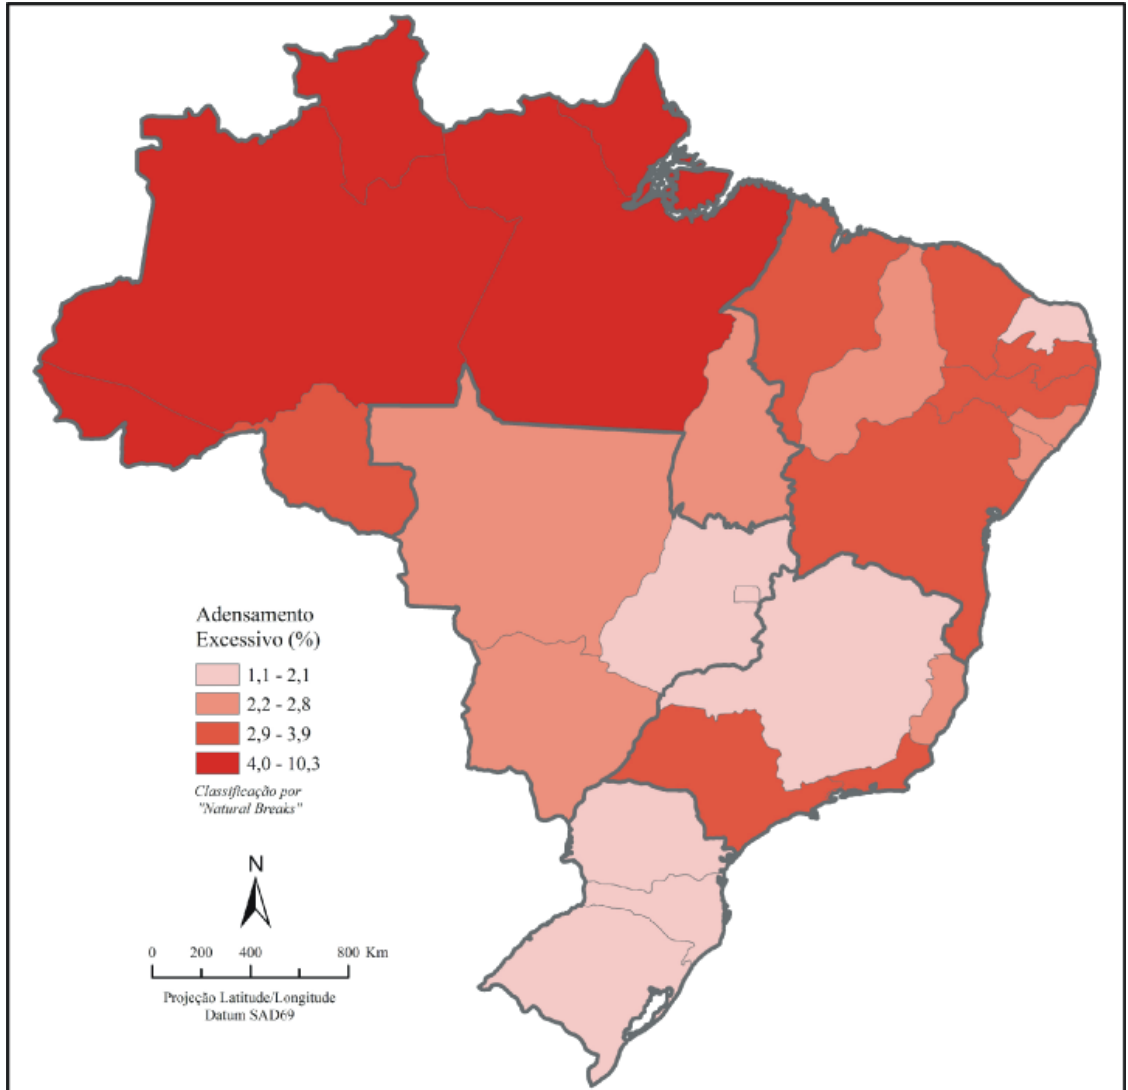 Adensamento
Excessivo (%)
1,1 - 2,1
2,2 - 2,8
2,9 - 3,9
4,0 - 10,3
Classificação por
"Natural Breaks"
N
0 200 400 800 Km
Projeção Latitude/Longitude
Datum SAD69